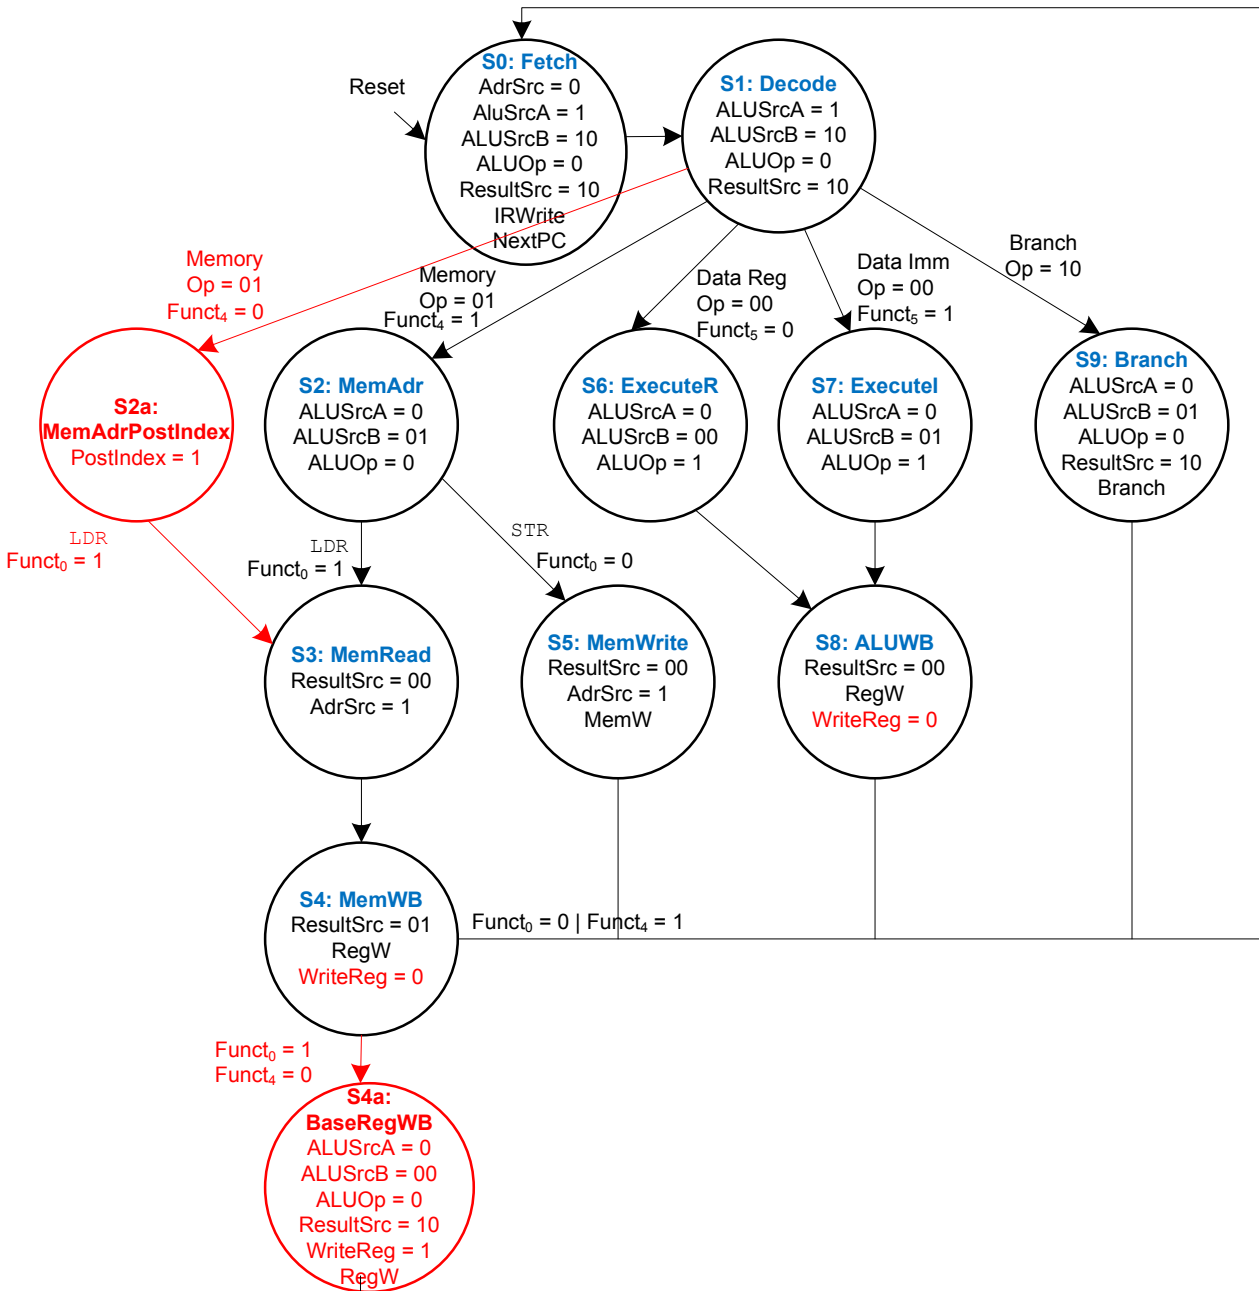 Reset
S0: Fetch
AdrSrc = 0
AluSrcA = 1
ALUSrcB = 10
ALUOp = 0
ResultSrc = 10
IRWrite
NextPC
S1: Decode
ALUSrcA = 1
ALUSrcB = 10
ALUOp = 0
ResultSrc = 10
Memory
Op = 01
Funct4 = 0
Memory
Op = 01
Funct4 = 1
Data Reg
Op = 00
Funct5 = 0
Data Imm
Op = 00
Funct5 = 1
Branch
Op = 10
S2a:
MemAdrPostIndex
PostIndex = 1
S2: MemAdr
ALUSrcA = 0
ALUSrcB = 01
ALUOp = 0
S6: ExecuteR
ALUSrcA = 0
ALUSrcB = 00
ALUOp = 1
S7: ExecuteI
ALUSrcA = 0
ALUSrcB = 01
ALUOp = 1
S9: Branch
ALUSrcA = 0
ALUSrcB = 01
ALUOp = 0
ResultSrc = 10
Branch
LDR
Funct0 = 1
LDR
Funct0 = 1
STR
Funct0 = 0
S3: MemRead
ResultSrc = 00
AdrSrc = 1
S5: MemWrite
ResultSrc = 00
AdrSrc = 1
MemW
S8: ALUWB
ResultSrc = 00
RegW
WriteReg = 0
S4: MemWB
ResultSrc = 01
RegW
WriteReg = 0
Funct0 = 0 | Funct4 = 1
Funct0 = 1
Funct4 = 0
S4a:
BaseRegWB
ALUSrcA = 0
ALUSrcB = 00
ALUOp = 0
ResultSrc = 10
WriteReg = 1
RegW